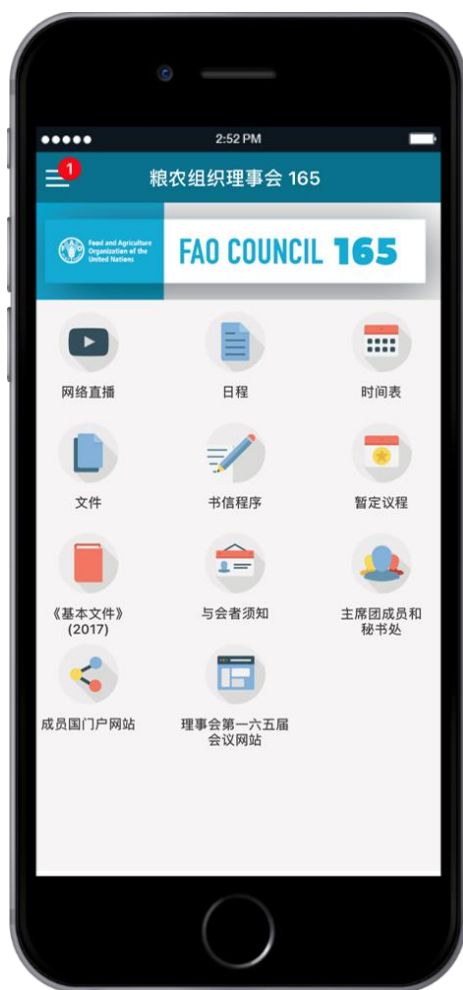 2:52 PM
1
粮农组织理事会 165
Food and Agriculture
Organization of the
United Nations
FAO COUNCIL 165
网络直播
日程
时间表
文件
书信程序
暂定议程
《基本文件》
(2017)
与会者须知
主席团成员和
秘书处
成员国门户网站
理事会第一六五届
会议网站